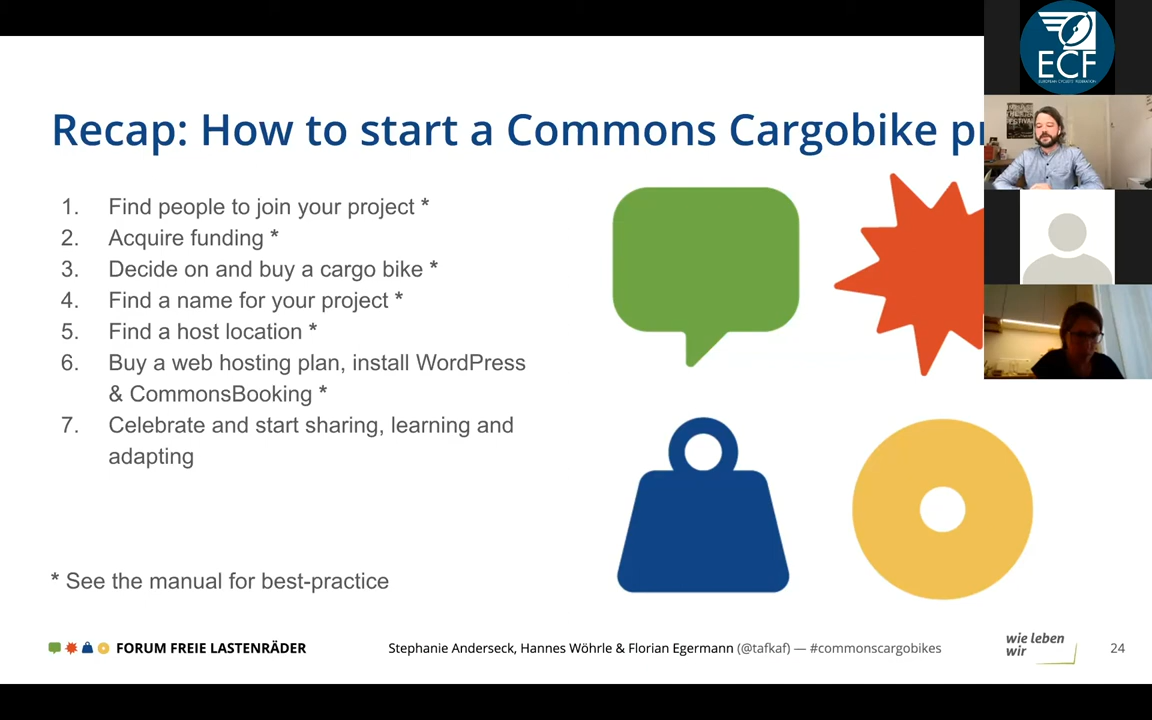 Recap: How to start a Commons Cargobike
1. Find people to join your project *
2. Acquire funding *
3. Decide on and buy a cargo bike *
4. Find a name for your project *
5. Find a host location *
6. Buy a web hosting plan, install WordPress
& CommonsBooking *
7. Celebrate and start sharing, learning and
adapting
* See the manual for best-practice
FORUM FREIE LASTENRÄDER
Stephanie Anderseck, Hannes Wöhrle & Florian Egermann (@tafkaf) — #commonscargobikes
wie leben
wir
24
ECF
EUROPEAN CYCLISTS' FEDERATION